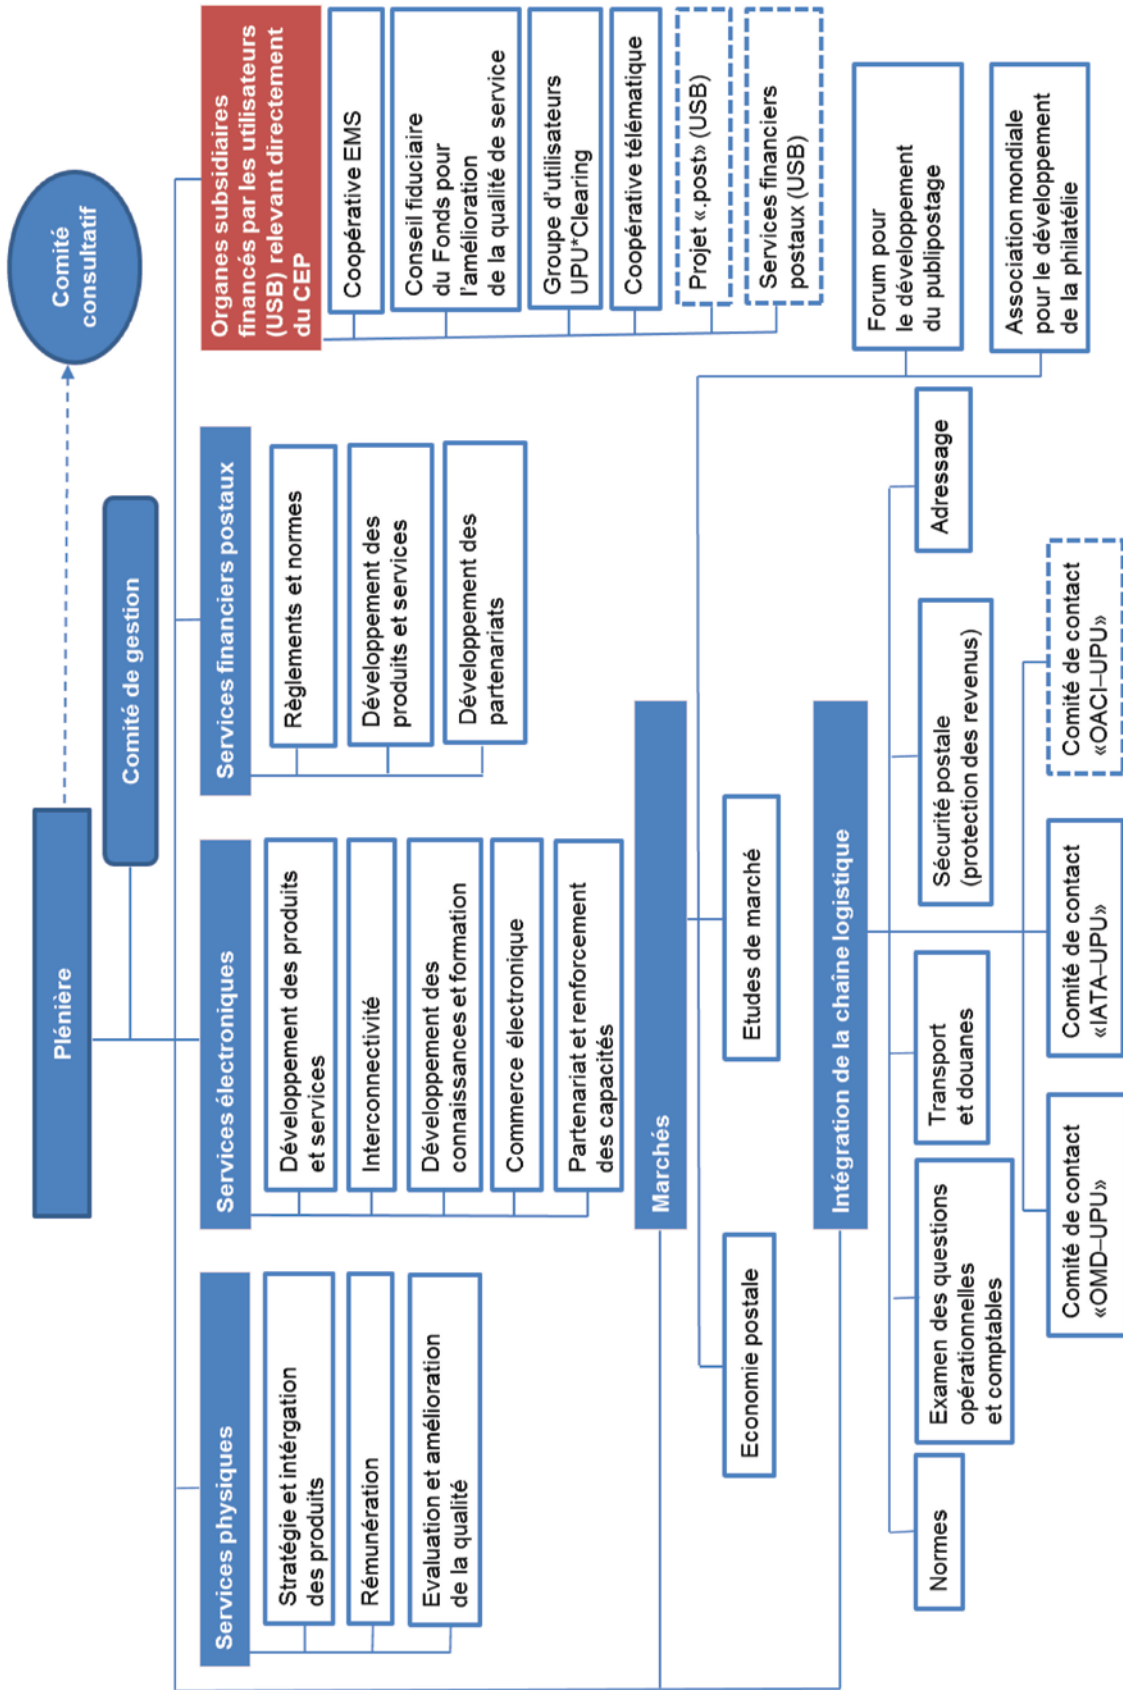 Plénière
Comité
consultatif
Comité de gestion
Services physiques
Stratégie et intérgation
des produits
Rémunération
Evaluation et amélioration
de la qualité
Services électroniques
Développement des produits
et services
Interconnectivité
Développement des
connaissances et formation
Commerce électronique
Partenariat et renforcement
des capacités
Services financiers postaux
Règlements et normes
Développement des
produits et services
Développement des
partenariats
Organes subsidiaires
financés par les utilisateurs
(USB) relevant directement
du CEP
Coopérative EMS
Conseil fiduciaire
du Fonds pour
l'amélioration
de la qualité de service
Groupe d'utilisateurs
UPU*Clearing
Coopérative télématique
Projet «.post» (USB)
Services financiers
postaux (USB)
Marchés
Economie postale
Etudes de marché
Forum pour
le développement
du publipostage
Association mondiale
pour le développement
de la philatélie
Intégration de la chaîne logistique
Normes
Examen des questions
opérationnelles
et comptables
Transport
et douanes
Sécurité postale
(protection des revenus)
Adressage
Comité de contact
«OMD–UPU»
Comité de contact
«IATA–UPU»
Comité de contact
«OACI–UPU»